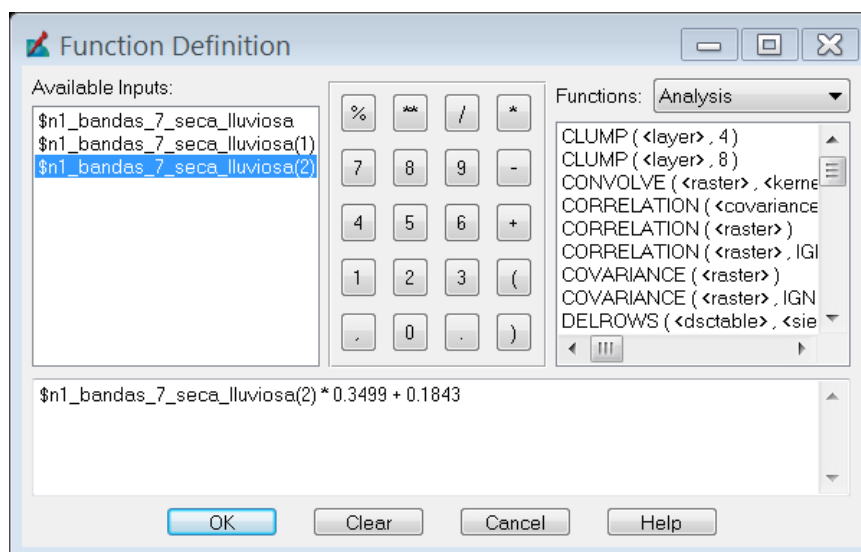 Function Definition
Available Inputs:
$n1_bandas_7_seca_lluviosa
$n1_bandas_7_seca_lluviosa(1)
$n1_bandas_7_seca_lluviosa(2)
% ** / *
7 8 9 -
4 5 6 +
1 2 3 (
, 0 . )
Functions: Analysis
CLUMP ( <layer> , 4 )
CLUMP ( <layer> , 8 )
CONVOLVE ( <raster> , <kerne
CORRELATION ( <covariance
CORRELATION ( <raster> )
CORRELATION ( <raster> , IGI
COVARIANCE ( <raster> )
COVARIANCE ( <raster> , IGN
DELROWS ( <dsctable> , <sie
$n1_bandas_7_seca_lluviosa(2) * 0.3499 + 0.1843
OK Clear Cancel Help